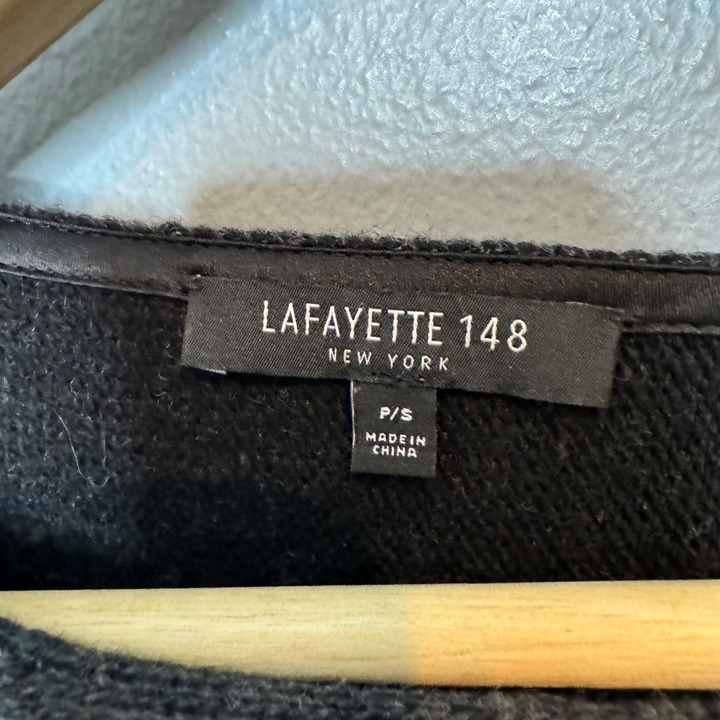 LAFAYETTE 148
NEW YORK
P/S
MADE IN
CHINA